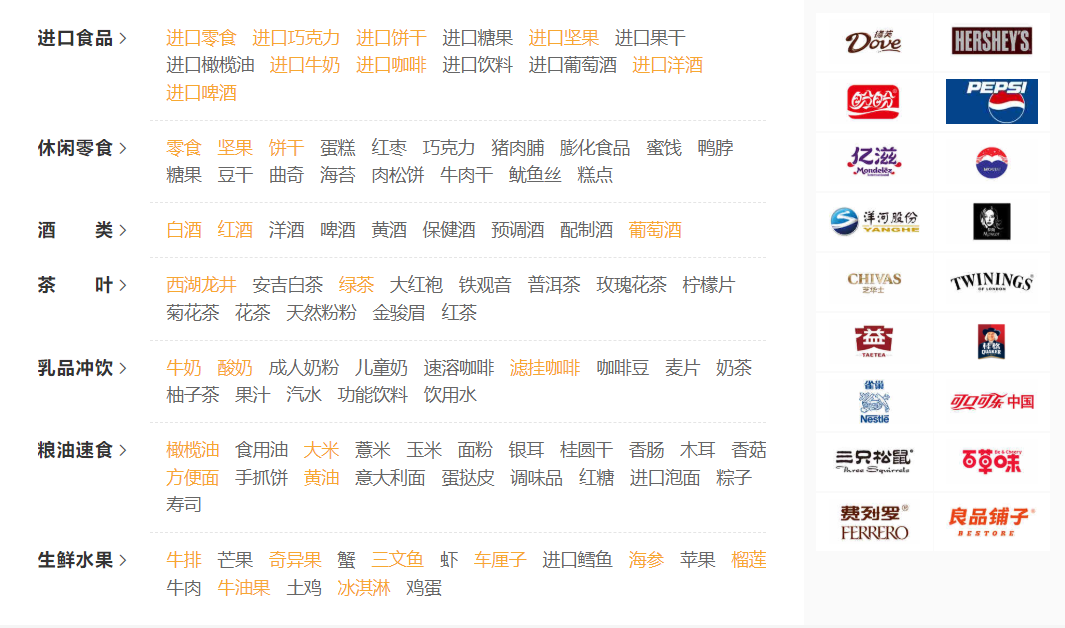 进口食品 > 进口零食 进口巧克力 进口饼干 进口糖果 进口坚果 进口果干
进口橄榄油 进口牛奶 进口咖啡 进口饮料 进口葡萄酒 进口洋酒
进口啤酒
休闲零食 > 零食 坚果 饼干 蛋糕 红枣 巧克力 猪肉脯 膨化食品 蜜饯 鸭脖
糖果 豆干 曲奇 海苔 肉松饼 牛肉干 鱿鱼丝 糕点
酒 类 > 白酒 红酒 洋酒 啤酒 黄酒 保健酒 预调酒 配制酒 葡萄酒
茶 叶 > 西湖龙井 安吉白茶 绿茶 大红袍 铁观音 普洱茶 玫瑰花茶 柠檬片
菊花茶 花茶 天然粉粉 金骏眉 红茶
乳品冲饮 > 牛奶 酸奶 成人奶粉 儿童奶 速溶咖啡 滤挂咖啡 咖啡豆 麦片 奶茶
柚子茶 果汁 汽水 功能饮料 饮用水
粮油速食 > 橄榄油 食用油 大米 薏米 玉米 面粉 银耳 桂圆干 香肠 木耳 香菇
方便面 手抓饼 黄油 意大利面 蛋挞皮 调味品 红糖 进口泡面 粽子
寿司
生鲜水果 > 牛排 芒果 奇异果 蟹 三文鱼 虾 车厘子 进口鳕鱼 海参 苹果 榴莲
牛肉 牛油果 土鸡 冰淇淋 鸡蛋
德芙
Dove
HERSHEY'S
盼盼
PEPSI
亿滋
Mondelēz
洋河股份
YANGHE
CHIVAS
芝华士
TWININGS
OF LONDON
益
TAETEA
桂格
QUAKER
雀巢
Nestlé
可口可乐中国
三只松鼠
Three Squirrels
百草味
Be & Cheery
费列罗
FERRERO
良品铺子
BESTORE